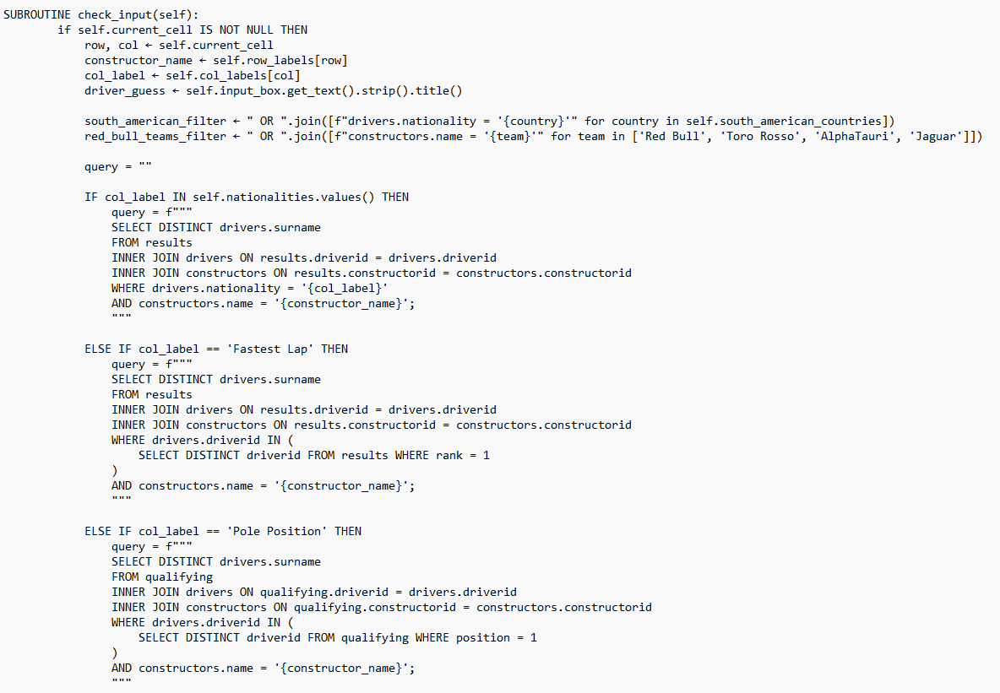 SUBROUTINE check_input(self):
if self.current_cell IS NOT NULL THEN
row, col ← self.current_cell
constructor_name ← self.row_labels[row]
col_label ← self.col_labels[col]
driver_guess ← self.input_box.get_text().strip().title()
south_american_filter ← " OR ".join([f"drivers.nationality = '{country}'" for country in self.south_american_countries])
red_bull_teams_filter ← " OR ".join([f"constructors.name = '{team}'" for team in ['Red Bull', 'Toro Rosso', 'AlphaTauri', 'Jaguar']])
query = ""
IF col_label IN self.nationalities.values() THEN
query = f"""
SELECT DISTINCT drivers.surname
FROM results
INNER JOIN drivers ON results.driverid = drivers.driverid
INNER JOIN constructors ON results.constructorid = constructors.constructorid
WHERE drivers.nationality = '{col_label}'
AND constructors.name = '{constructor_name}';
"""
ELSE IF col_label == 'Fastest Lap' THEN
query = f"""
SELECT DISTINCT drivers.surname
FROM results
INNER JOIN drivers ON results.driverid = drivers.driverid
INNER JOIN constructors ON results.constructorid = constructors.constructorid
WHERE drivers.driverid IN (
SELECT DISTINCT driverid FROM results WHERE rank = 1
)
AND constructors.name = '{constructor_name}';
"""
ELSE IF col_label == 'Pole Position' THEN
query = f"""
SELECT DISTINCT drivers.surname
FROM qualifying
INNER JOIN drivers ON qualifying.driverid = drivers.driverid
INNER JOIN constructors ON qualifying.constructorid = constructors.constructorid
WHERE drivers.driverid IN (
SELECT DISTINCT driverid FROM qualifying WHERE position = 1
)
AND constructors.name = '{constructor_name}';
"""